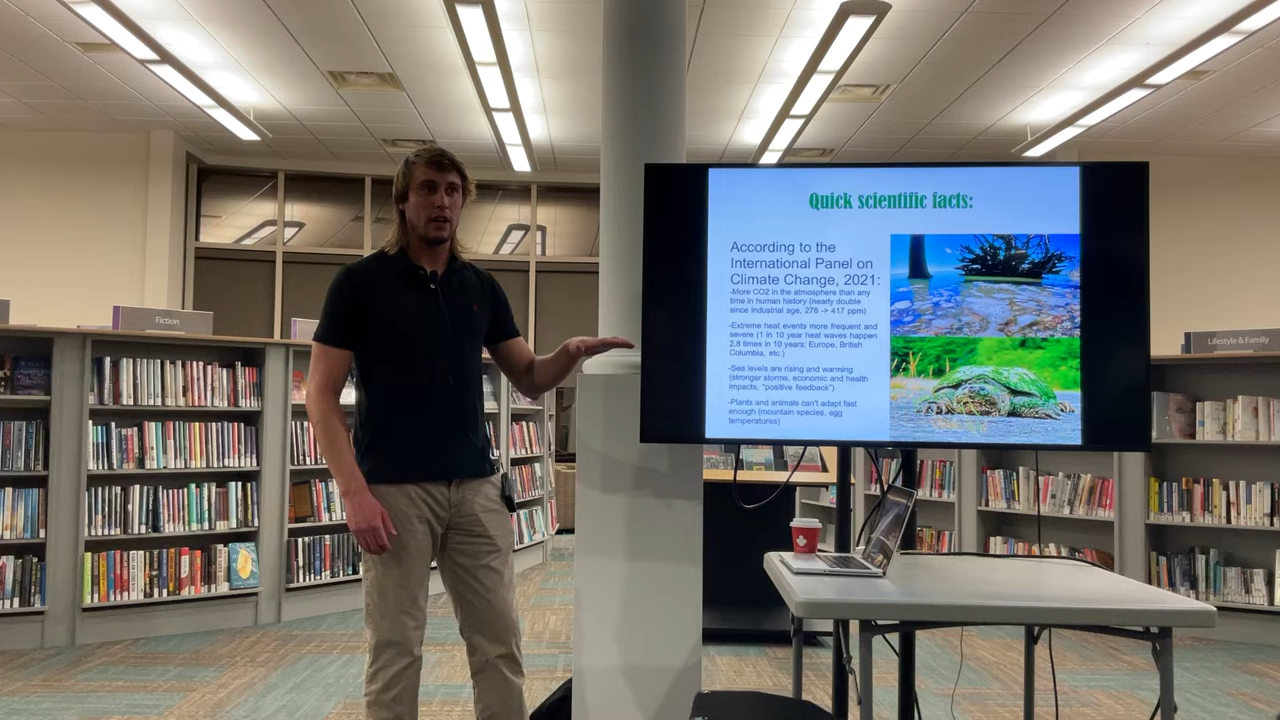 Quick scientific facts:
According to the
International Panel on
Climate Change, 2021:
-More CO2 in the atmosphere than any
time in human history (nearly double
since industrial age, 278 -> 417 ppm)
-Extreme heat events more frequent and
severe (1 in 10 year heat waves happen
2.8 times in 10 years; Europe, British
Columbia, etc.)
-Sea levels are rising and warming
(stronger storms, economic and health
impacts, "positive feedback")
-Plants and animals can't adapt fast
enough (mountain species, egg
temperatures)
Fiction
Lifestyle & Family